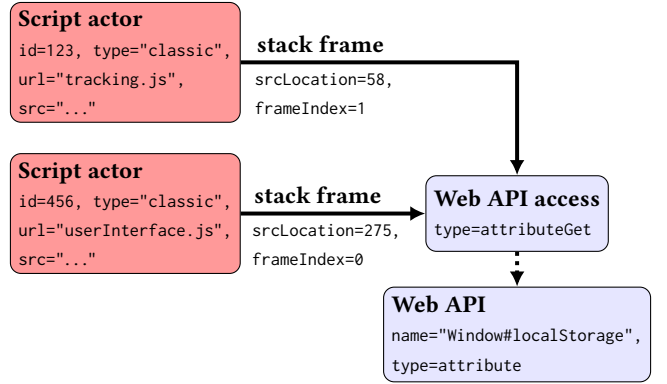 Script actor
id=123, type="classic",
url="tracking.js",
src="..."
stack frame
srcLocation=58,
frameIndex=1
Script actor
id=456, type="classic",
url="userInterface.js",
src="..."
stack frame
srcLocation=275,
frameIndex=0
Web API access
type=attributeGet
Web API
name="Window#localStorage",
type=attribute